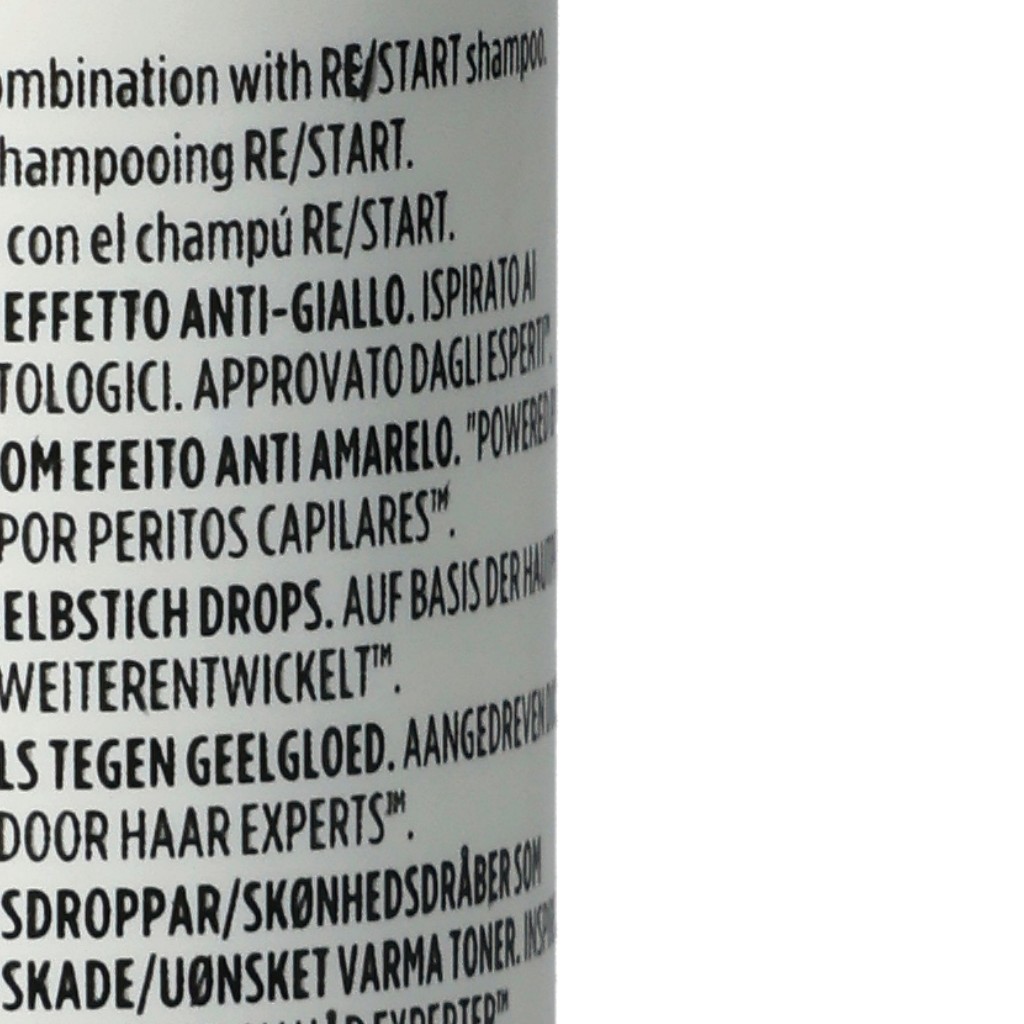 ombination with RE/START shampoo.
hampooing RE/START.
con el champú RE/START.
EFFETTO ANTI-GIALLO. ISPIRATO AI
TOLOGICI. APPROVATO DAGLI ESPERTI™.
OM EFEITO ANTI AMARELO. "POWERED
POR PERITOS CAPILARES™.
ELBSTICH DROPS. AUF BASIS DER
WEITERENTWICKELT™.
LS TEGEN GEELGLOED. AANGEDREVEN
DOOR HAAR EXPERTS™.
SDROPPAR/SKØNHEDSDRÅBER SOM
SKADE/UØNSKET VARMA TONER.